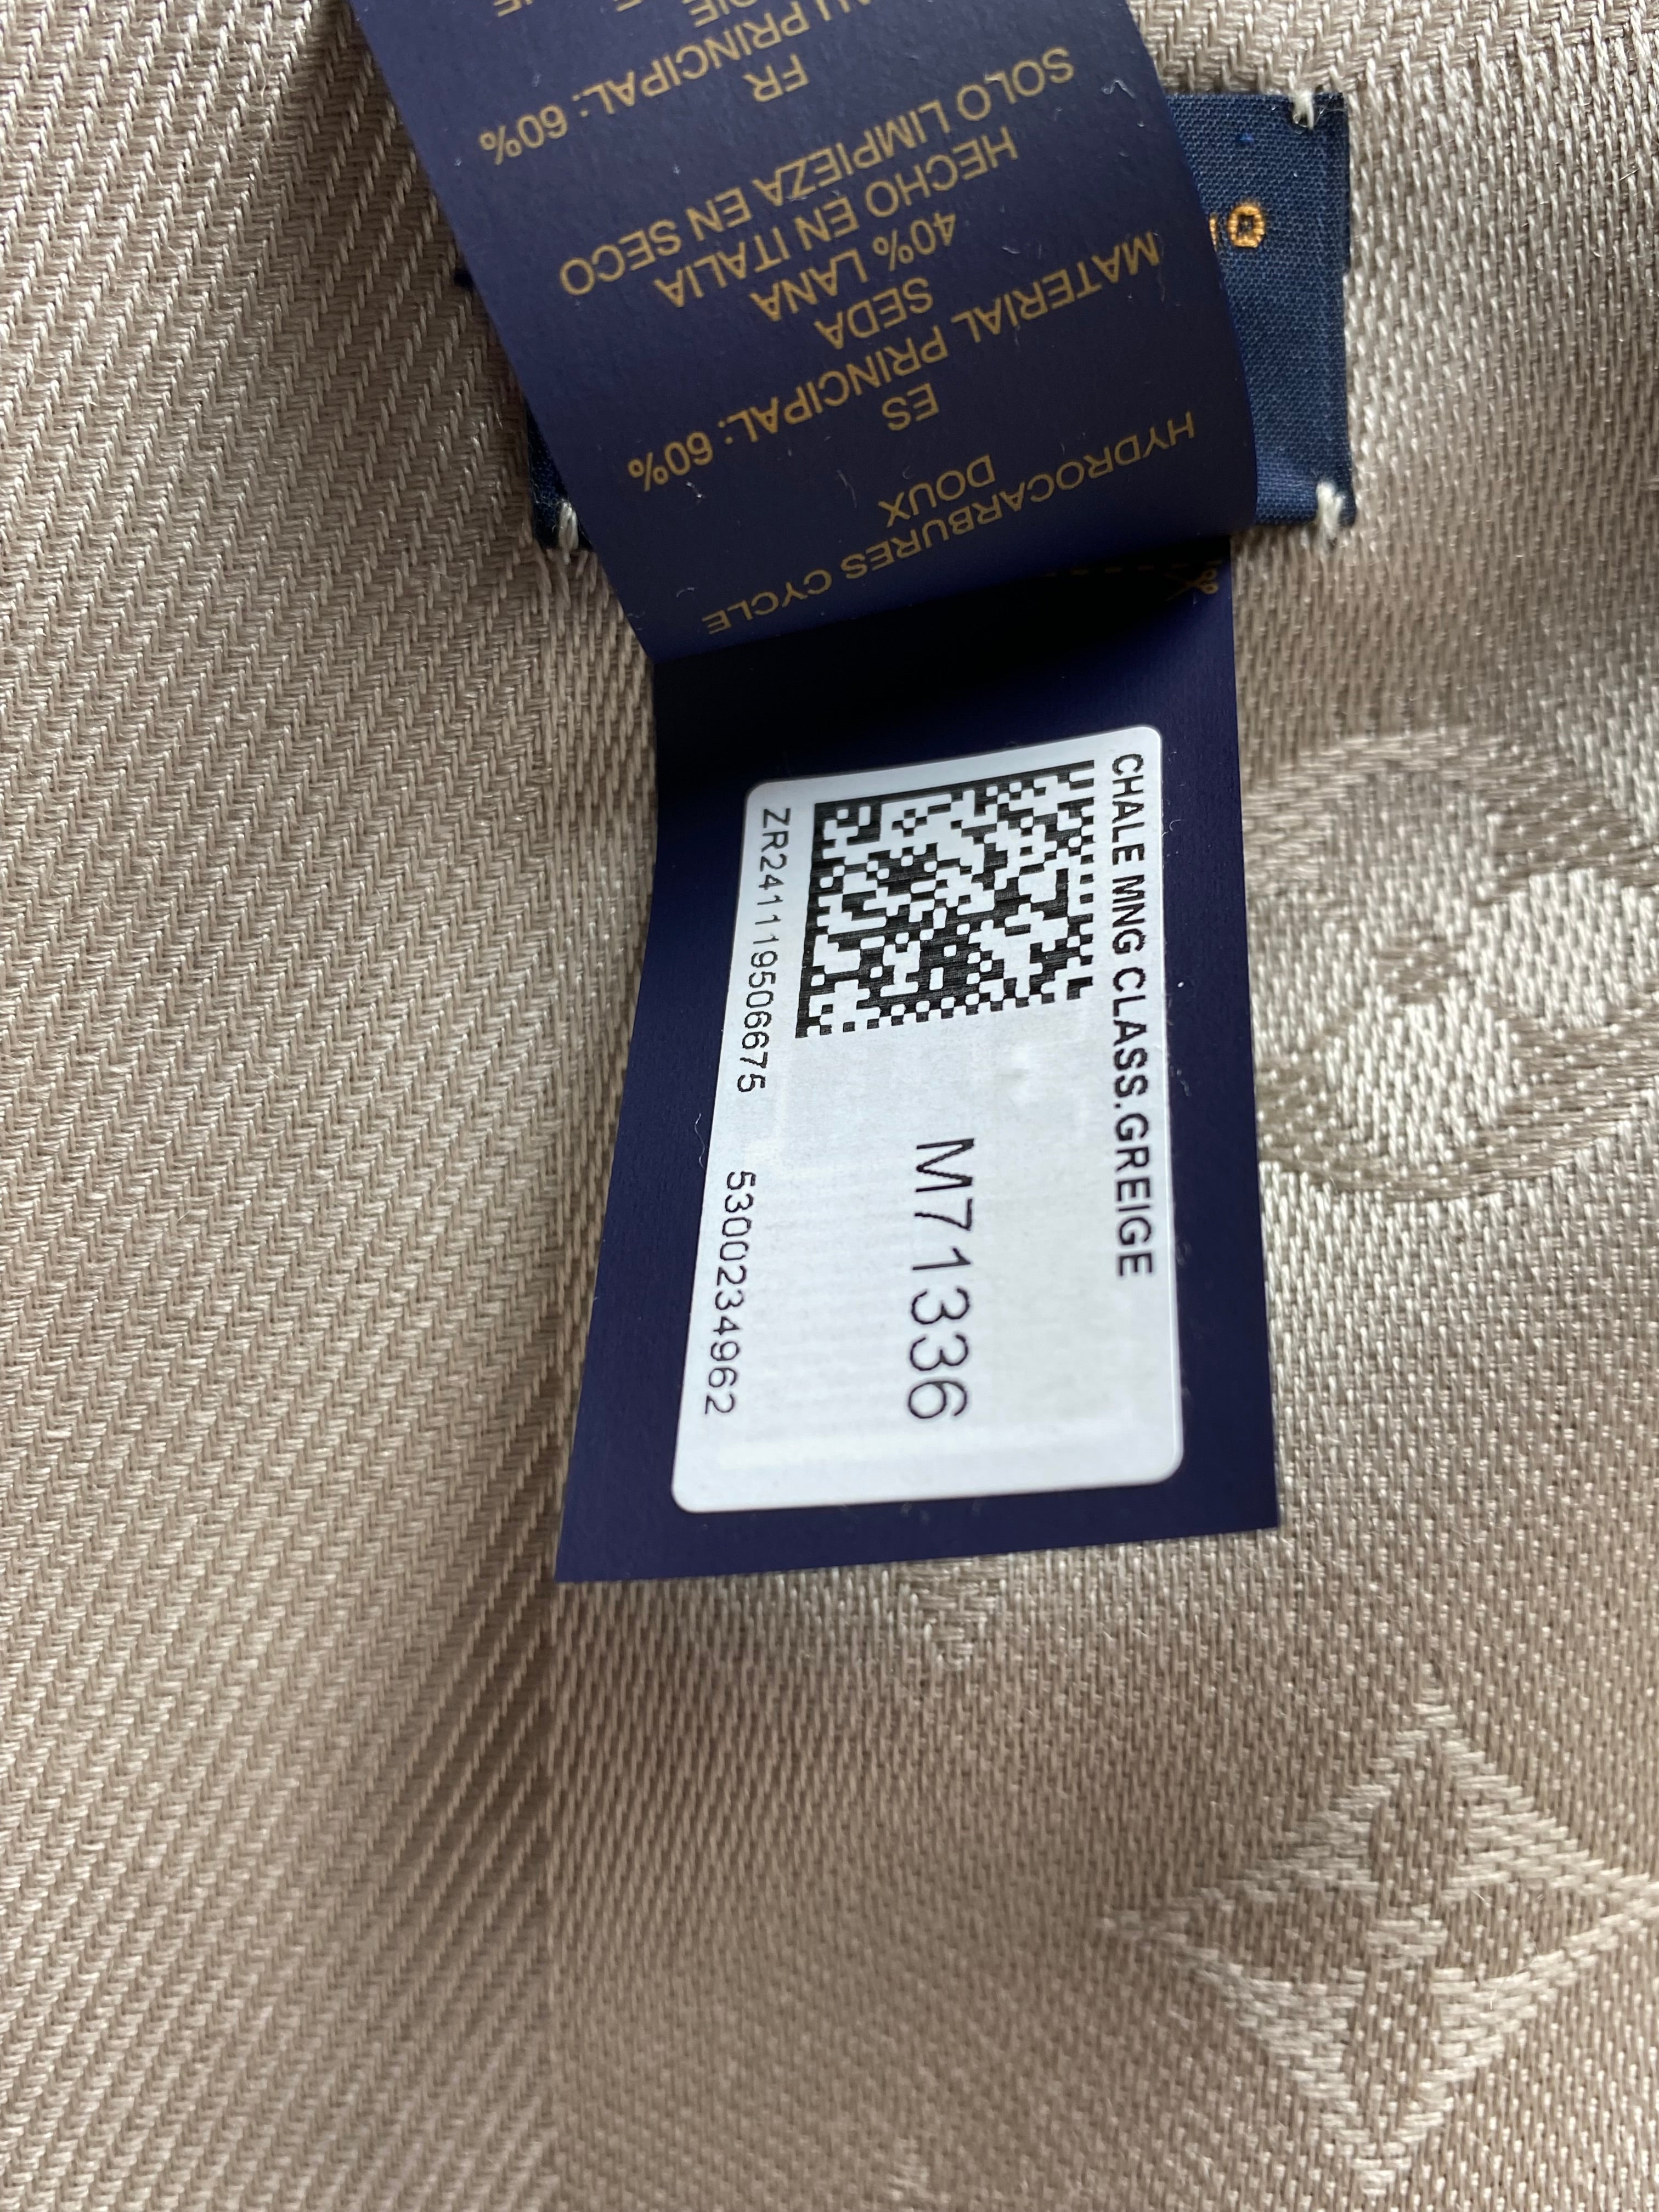 HYDROCARBURES CYCLE
DOUX
ES
MATERIAL PRINCIPAL: 60%
SEDA
40% LANA
HECHO EN ITALIA
SOLO LIMPIEZA EN SECO
FR
PRINCIPAL: 60%
CHALE MNG CLASS.GREIGE
M71336
ZR241119506675 5300234962